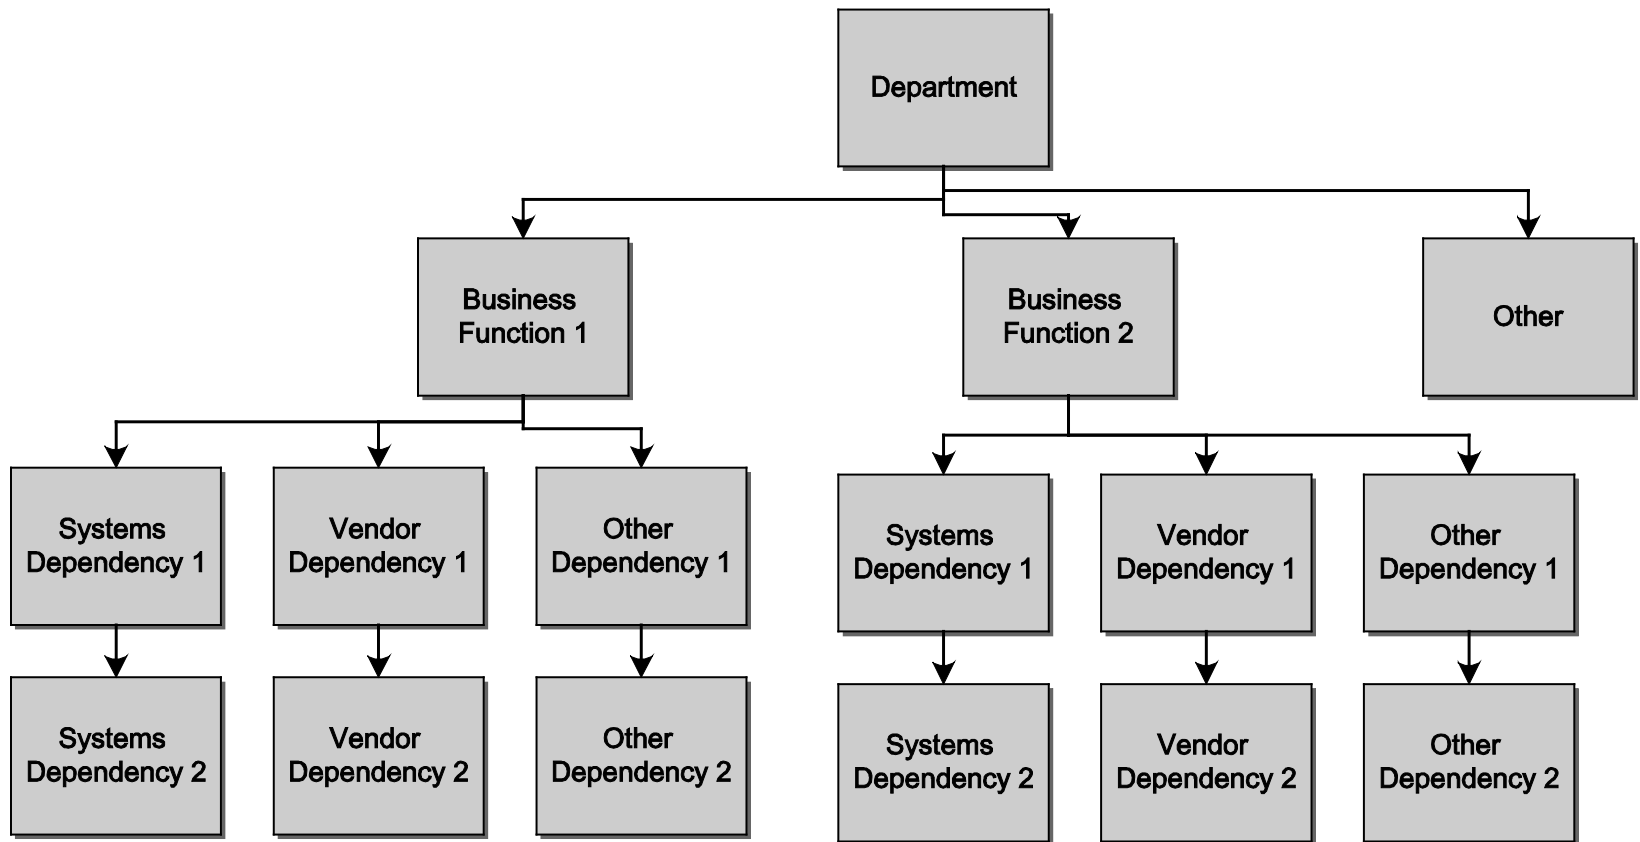 Department
Business
Function 1
Business
Function 2
Other
Systems
Dependency 1
Vendor
Dependency 1
Other
Dependency 1
Systems
Dependency 1
Vendor
Dependency 1
Other
Dependency 1
Systems
Dependency 2
Vendor
Dependency 2
Other
Dependency 2
Systems
Dependency 2
Vendor
Dependency 2
Other
Dependency 2